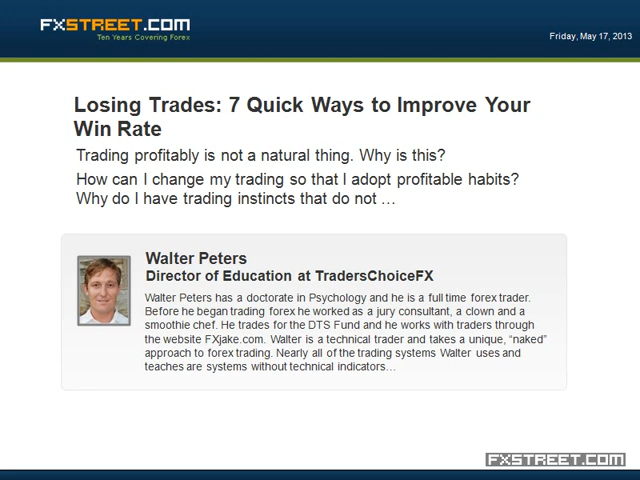 FXSTREET.COM
Ten Years Covering Forex
Friday, May 17, 2013
Losing Trades: 7 Quick Ways to Improve Your
Win Rate
Trading profitably is not a natural thing. Why is this?
How can I change my trading so that I adopt profitable habits?
Why do I have trading instincts that do not …
Walter Peters
Director of Education at TradersChoiceFX
Walter Peters has a doctorate in Psychology and he is a full time forex trader.
Before he began trading forex he worked as a jury consultant, a clown and a
smoothie chef. He trades for the DTS Fund and he works with traders through
the website FXjake.com. Walter is a technical trader and takes a unique, “naked”
approach to forex trading. Nearly all of the trading systems Walter uses and
teaches are systems without technical indicators…
FXSTREET.COM